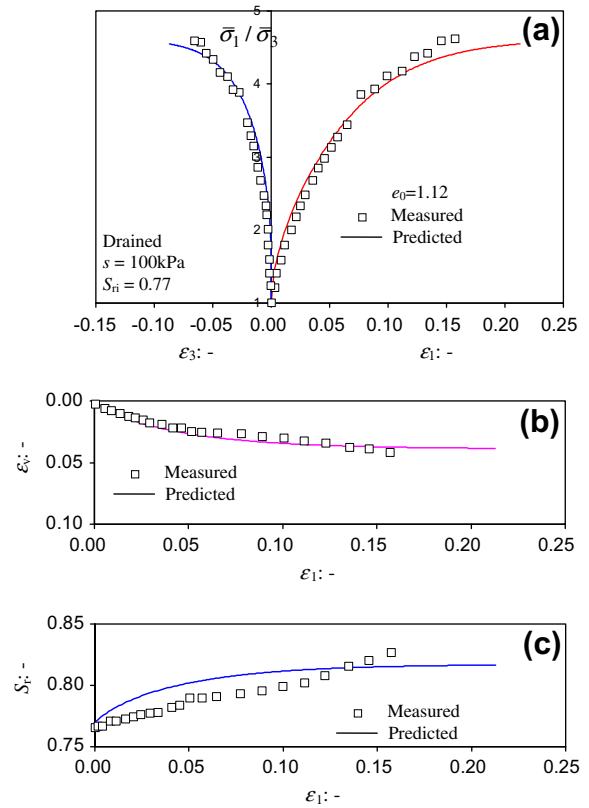 5
σ̅₁ / σ̅₃
(a)
4
3
e₀=1.12
Measured
Predicted
2
Drained
s = 100kPa
Sri = 0.77
1
-0.15 -0.10 -0.05 0.00 0.05 0.10 0.15 0.20 0.25
ε₃: - ε₁: -
0.00
(b)
εv: -
0.05
Measured
Predicted
0.10
0.00 0.05 0.10 0.15 0.20 0.25
ε₁: -
0.85
(c)
Sr: -
0.80
Measured
Predicted
0.75
0.00 0.05 0.10 0.15 0.20 0.25
ε₁: -